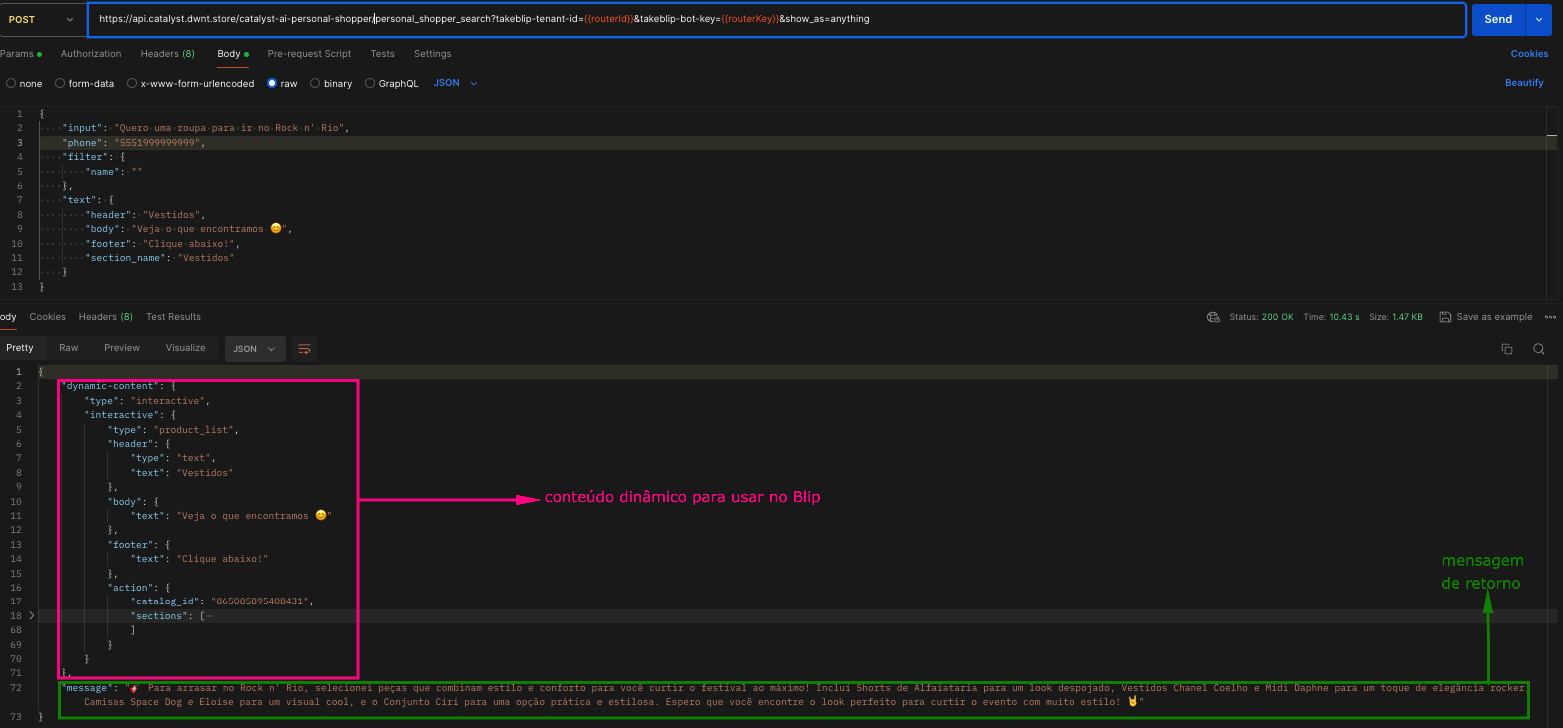 POST https://api.catalyst.dwnt.store/catalyst-ai-personal-shopper/personal_shopper_search?takeblip-tenant-id={{routerId}}&takeblip-bot-key={{routerKey}}&show_as=anything Send
Params Authorization Headers (8) Body Pre-request Script Tests Settings Cookies
none form-data x-www-form-urlencoded raw binary GraphQL JSON Beautify
1 {
2 "input": "Quero uma roupa para ir no Rock n' Rio",
3 "phone": "5551999999999",
4 "filter": {
5 "name": ""
6 },
7 "text": {
8 "header": "Vestidos",
9 "body": "Veja o que encontramos 😊",
10 "footer": "Clique abaixo!",
11 "section_name": "Vestidos"
12 }
13 }
ody Cookies Headers (8) Test Results Status: 200 OK Time: 10.43 s Size: 1.47 KB Save as example
Pretty Raw Preview Visualize JSON
1 {
2 "dynamic-content": {
3 "type": "interactive",
4 "interactive": {
5 "type": "product_list",
6 "header": {
7 "type": "text",
8 "text": "Vestidos"
9 },
10 "body": {
11 "text": "Veja o que encontramos 😊"
12 },
13 "footer": {
14 "text": "Clique abaixo!"
15 },
16 "action": {
17 "catalog_id": "865085095408431",
18 "sections": [
68 ]
69 }
70 }
71 },
72 "message": "🎸 Para arrasar no Rock n' Rio, selecionei peças que combinam estilo e conforto para você curtir o festival ao máximo! Inclui Shorts de Alfaiataria para um look despojado, Vestidos Chanel Coelho e Midi Daphne para um toque de elegância rocker,
Camisas Space Dog e Eloise para um visual cool, e o Conjunto Ciri para uma opção prática e estilosa. Espero que você encontre o look perfeito para curtir o evento com muito estilo! 🤘"
73 }
conteúdo dinâmico para usar no Blip
mensagem
de retorno